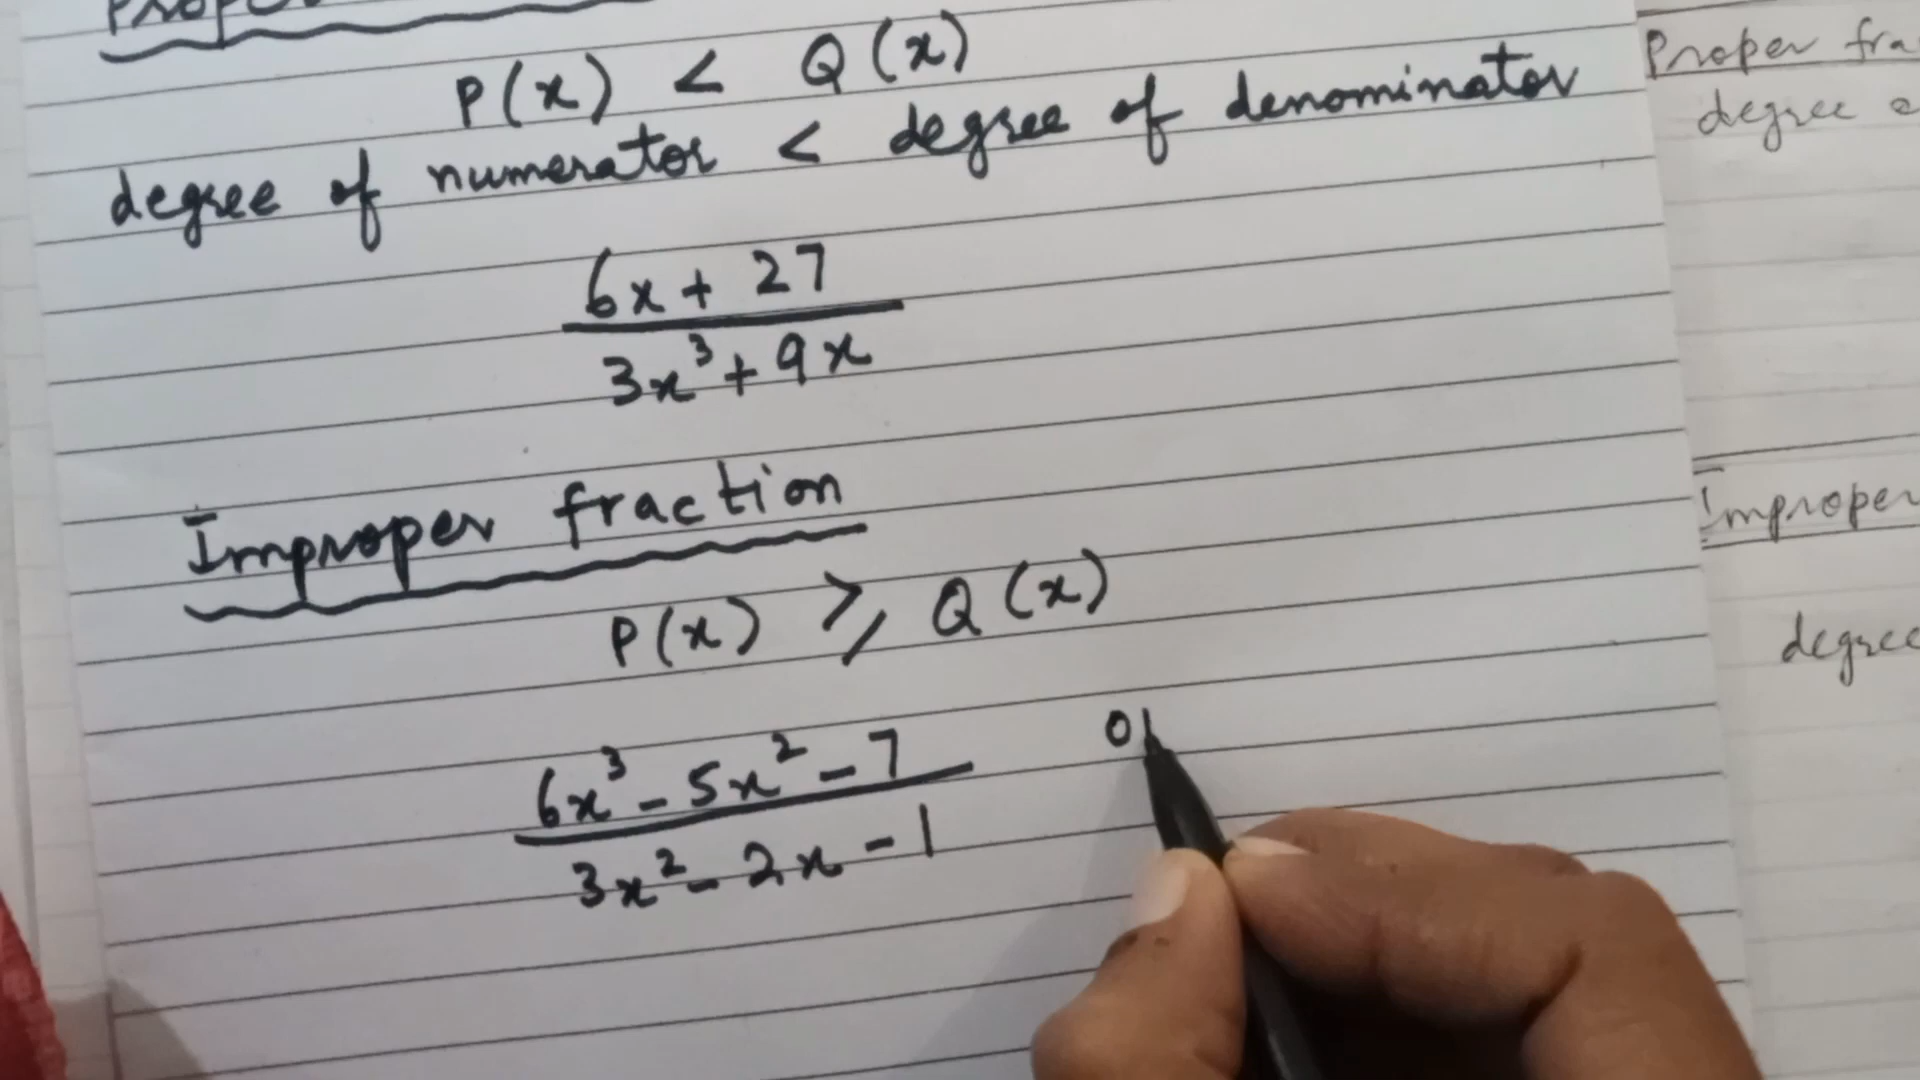 Proper
P(x) < Q(x)
degree of numerator < degree of denominator
6x + 27
3x³ + 9x
Improper fraction
P(x) ⩾ Q(x)
6x³ - 5x² - 7
3x² - 2x - 1
Proper fra
degree
Improper
degree